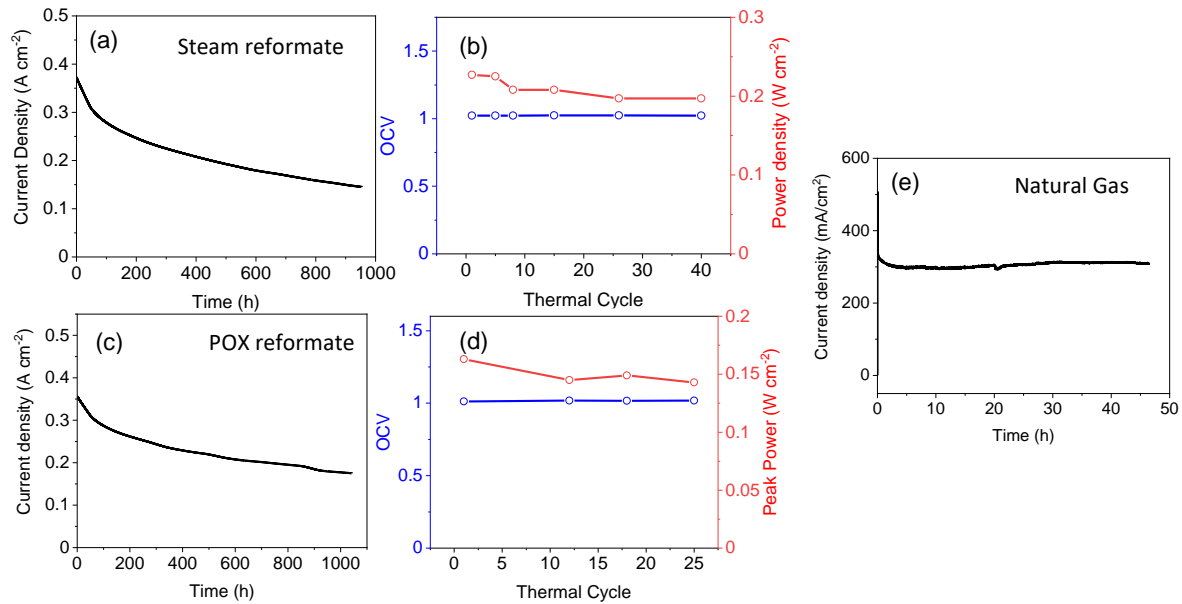 (a)
Steam reformate
Current Density (A cm-2)
0.5
0.4
0.3
0.2
0.1
0
0 200 400 600 800 1000
Time (h)
(b)
OCV
1.5
1
0.5
0
0.3
0.2
0.1
0
Power density (W cm-2)
0 10 20 30 40
Thermal Cycle
(c)
POX reformate
Current density (A cm-2)
0.5
0.4
0.3
0.2
0.1
0
0 200 400 600 800 1000
Time (h)
(d)
OCV
1.5
1
0.5
0
0.2
0.15
0.1
0.05
0
Peak Power (W cm-2)
0 5 10 15 20 25
Thermal Cycle
(e)
Natural Gas
Current density (mA/cm2)
600
400
200
0
0 10 20 30 40 50
Time (h)